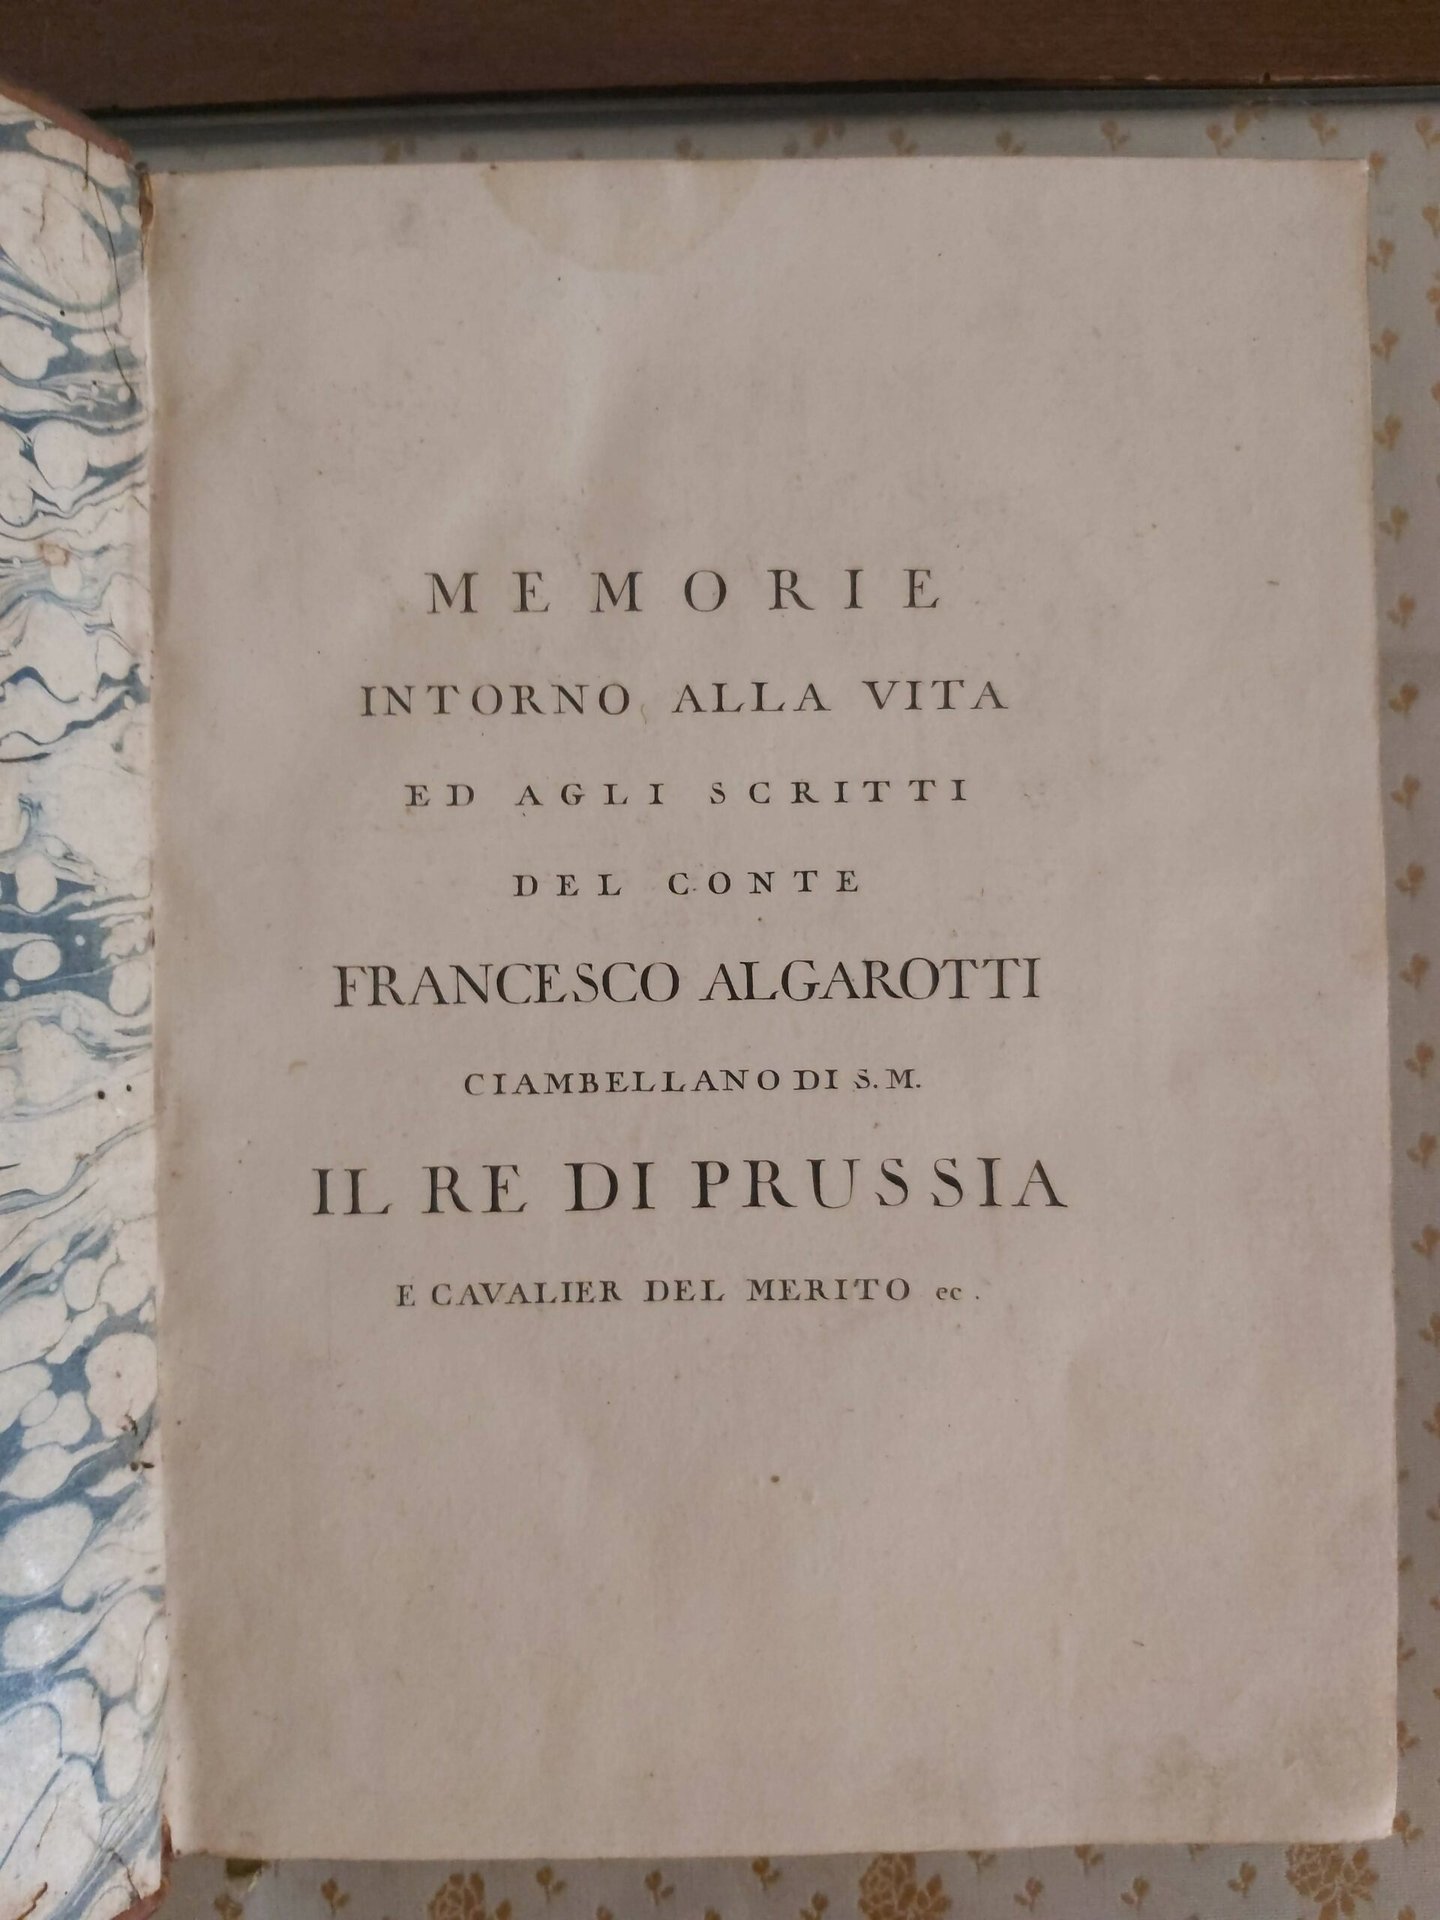 MEMORIE
INTORNO ALLA VITA
ED AGLI SCRITTI
DEL CONTE
FRANCESCO ALGAROTTI
CIAMBELLANO DI S.M.
IL RE DI PRUSSIA
E CAVALIER DEL MERITO ec.